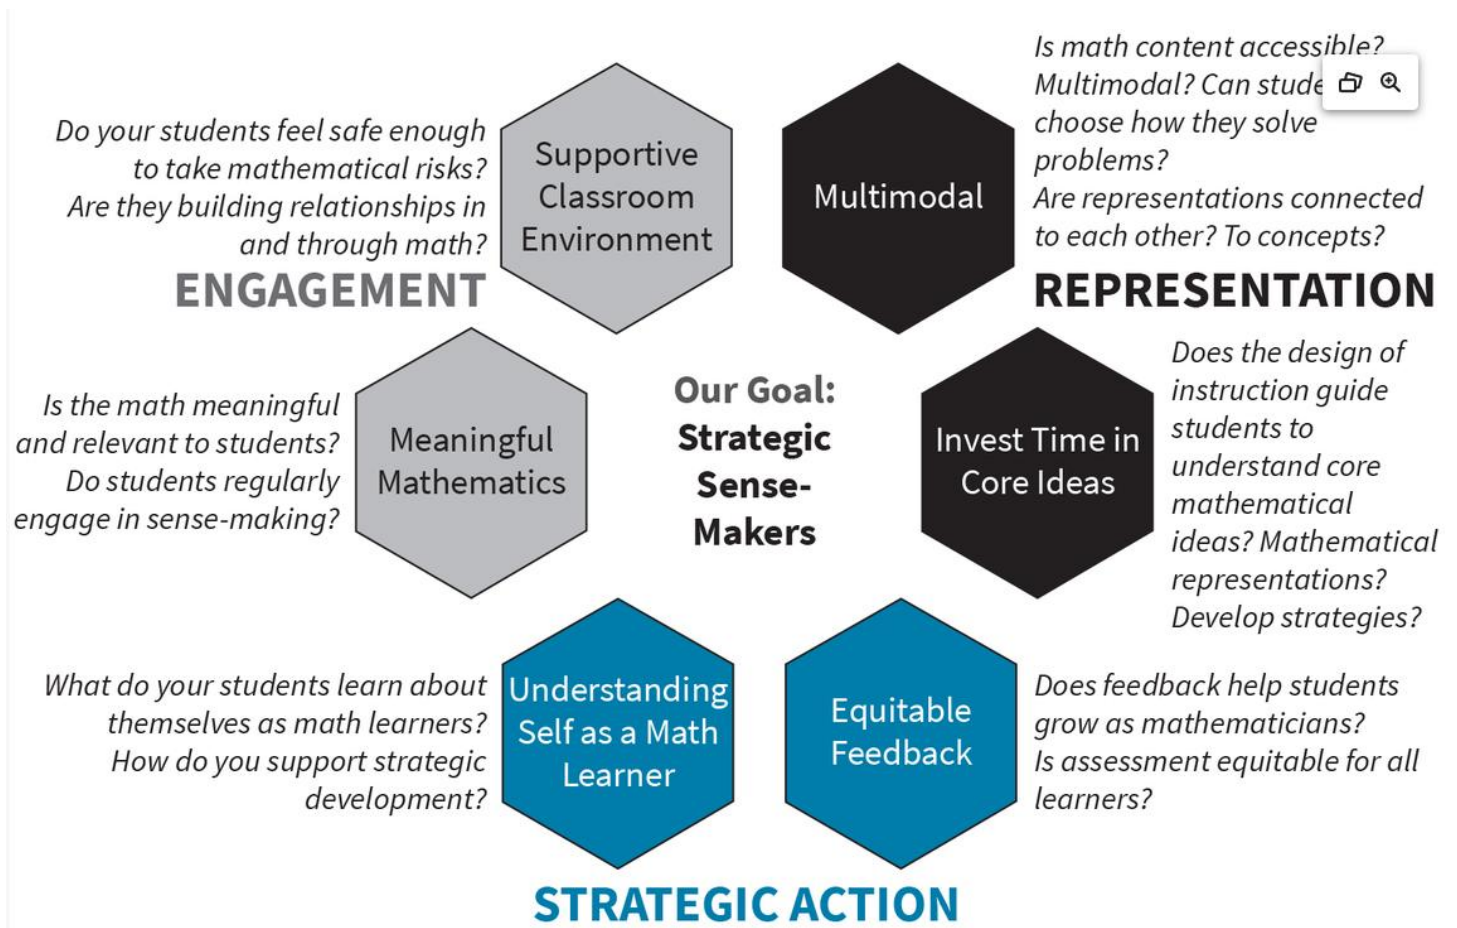 Do your students feel safe enough
to take mathematical risks?
Are they building relationships in
and through math?
ENGAGEMENT
Supportive
Classroom
Environment
Multimodal
Is math content accessible?
Multimodal? Can stude
choose how they solve
problems?
Are representations connected
to each other? To concepts?
REPRESENTATION
Is the math meaningful
and relevant to students?
Do students regularly
engage in sense-making?
Meaningful
Mathematics
Our Goal:
Strategic
Sense-
Makers
Invest Time in
Core Ideas
Does the design of
instruction guide
students to
understand core
mathematical
ideas? Mathematical
representations?
Develop strategies?
What do your students learn about
themselves as math learners?
How do you support strategic
development?
Understanding
Self as a Math
Learner
Equitable
Feedback
Does feedback help students
grow as mathematicians?
Is assessment equitable for all
learners?
STRATEGIC ACTION